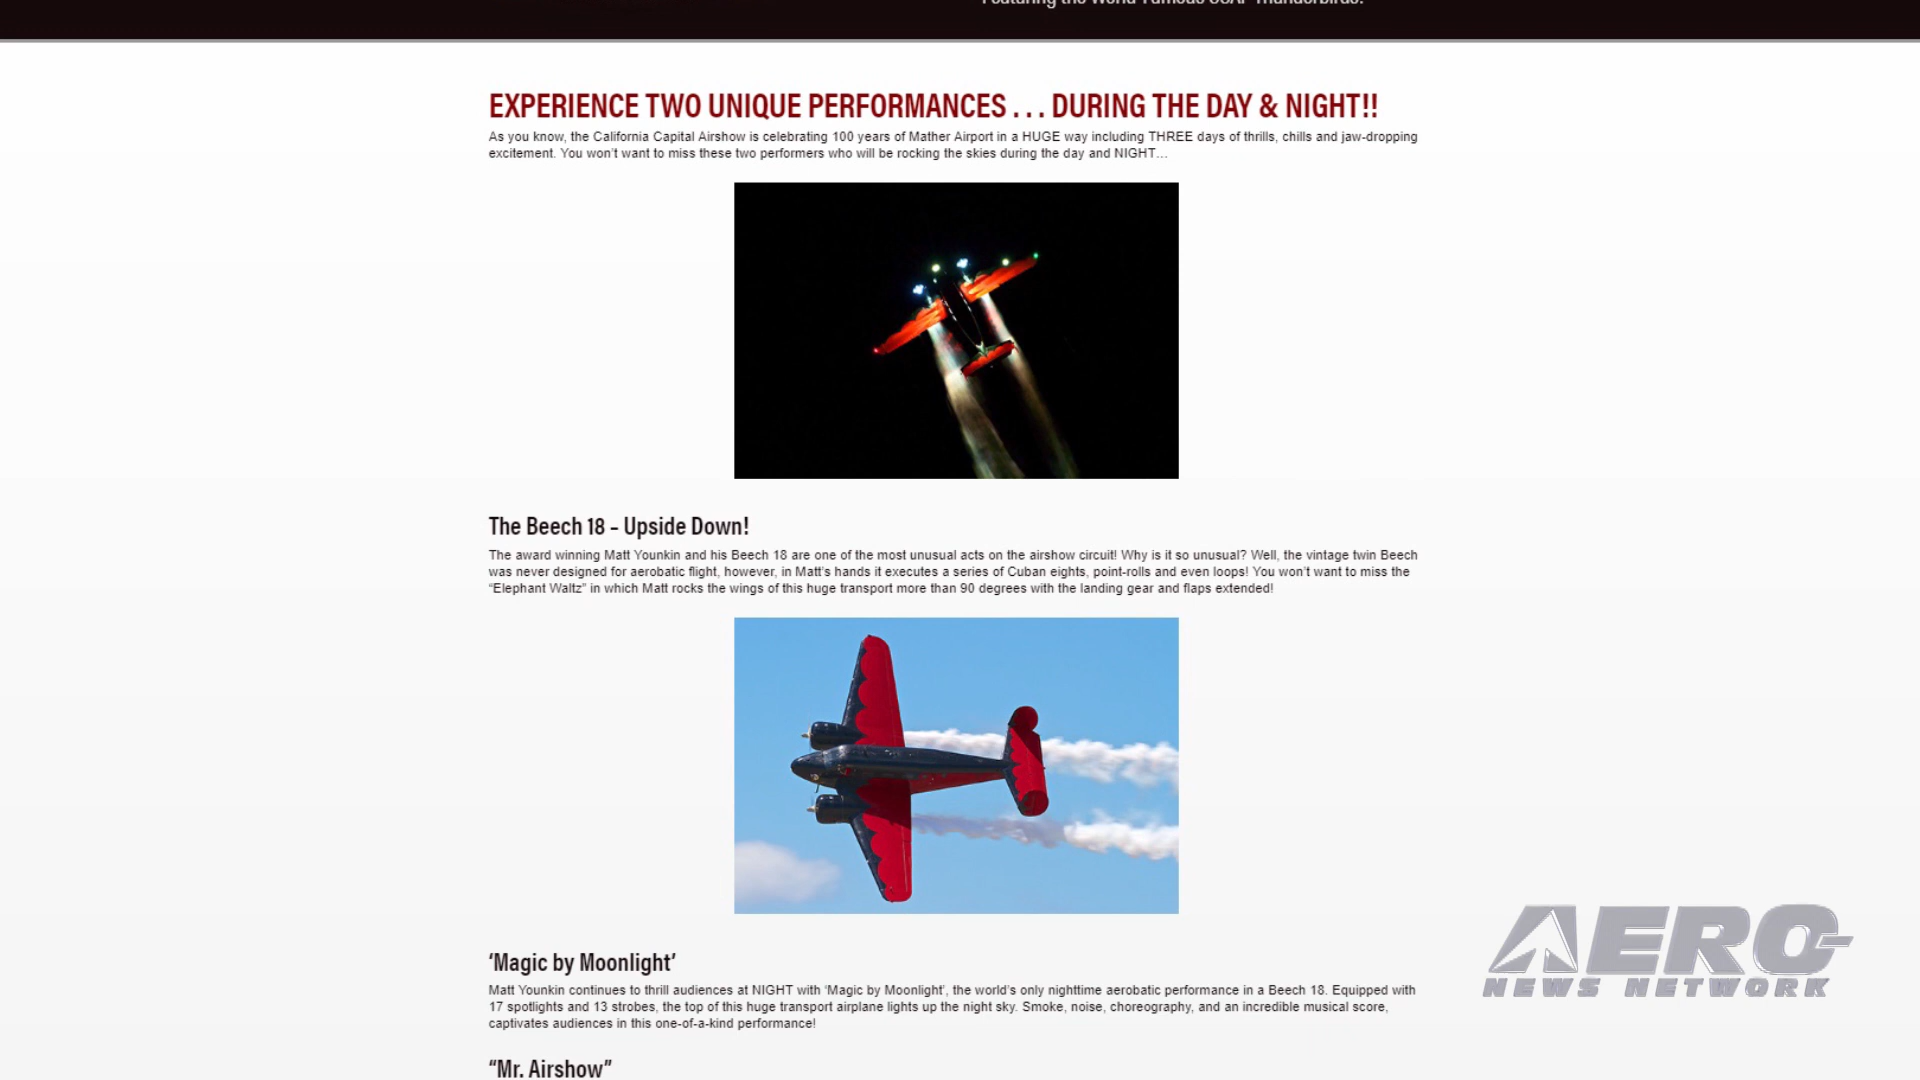 Featuring the World Famous USAF Thunderbirds!
EXPERIENCE TWO UNIQUE PERFORMANCES . . . DURING THE DAY & NIGHT!!
As you know, the California Capital Airshow is celebrating 100 years of Mather Airport in a HUGE way including THREE days of thrills, chills and jaw-dropping
excitement. You won’t want to miss these two performers who will be rocking the skies during the day and NIGHT…
The Beech 18 – Upside Down!
The award winning Matt Younkin and his Beech 18 are one of the most unusual acts on the airshow circuit! Why is it so unusual? Well, the vintage twin Beech
was never designed for aerobatic flight, however, in Matt’s hands it executes a series of Cuban eights, point-rolls and even loops! You won’t want to miss the
“Elephant Waltz” in which Matt rocks the wings of this huge transport more than 90 degrees with the landing gear and flaps extended!
‘Magic by Moonlight’
Matt Younkin continues to thrill audiences at NIGHT with ‘Magic by Moonlight’, the world’s only nighttime aerobatic performance in a Beech 18. Equipped with
17 spotlights and 13 strobes, the top of this huge transport airplane lights up the night sky. Smoke, noise, choreography, and an incredible musical score,
captivates audiences in this one-of-a-kind performance!
“Mr. Airshow”
AERO-
NEWS NETWORK